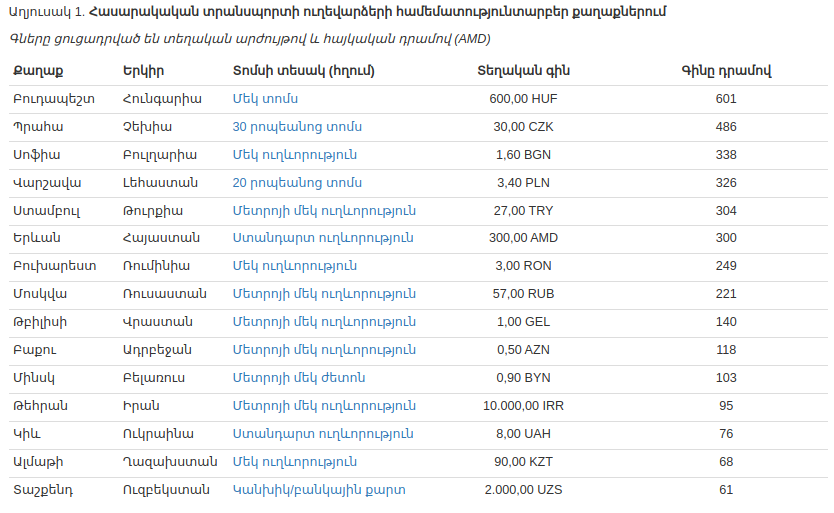 Աղյուսակ 1. Հասարակական տրանսպորտի ուղեվարձերի համեմատությունտարբեր քաղաքներում
Գները ցուցադրված են տեղական արժույթով և հայկական դրամով (AMD)
Քաղաք Երկիր Տոմսի տեսակ (հղում) Տեղական գին Գինը դրամով
Բուդապեշտ Հունգարիա Մեկ տոմս 600,00 HUF 601
Պրահա Չեխիա 30 րոպեանոց տոմս 30,00 CZK 486
Սոֆիա Բուլղարիա Մեկ ուղևորություն 1,60 BGN 338
Վարշավա Լեհաստան 20 րոպեանոց տոմս 3,40 PLN 326
Ստամբուլ Թուրքիա Մետրոյի մեկ ուղևորություն 27,00 TRY 304
Երևան Հայաստան Ստանդարտ ուղևորություն 300,00 AMD 300
Բուխարեստ Ռումինիա Մեկ ուղևորություն 3,00 RON 249
Մոսկվա Ռուսաստան Մետրոյի մեկ ուղևորություն 57,00 RUB 221
Թբիլիսի Վրաստան Մետրոյի մեկ ուղևորություն 1,00 GEL 140
Բաքու Ադրբեջան Մետրոյի մեկ ուղևորություն 0,50 AZN 118
Մինսկ Բելառուս Մետրոյի մեկ ժետոն 0,90 BYN 103
Թեհրան Իրան Մետրոյի մեկ ուղևորություն 10.000,00 IRR 95
Կիև Ուկրաինա Ստանդարտ ուղևորություն 8,00 UAH 76
Ալմաթի Ղազախստան Մեկ ուղևորություն 90,00 KZT 68
Տաշքենդ Ուզբեկստան Կանխիկ/բանկային քարտ 2.000,00 UZS 61